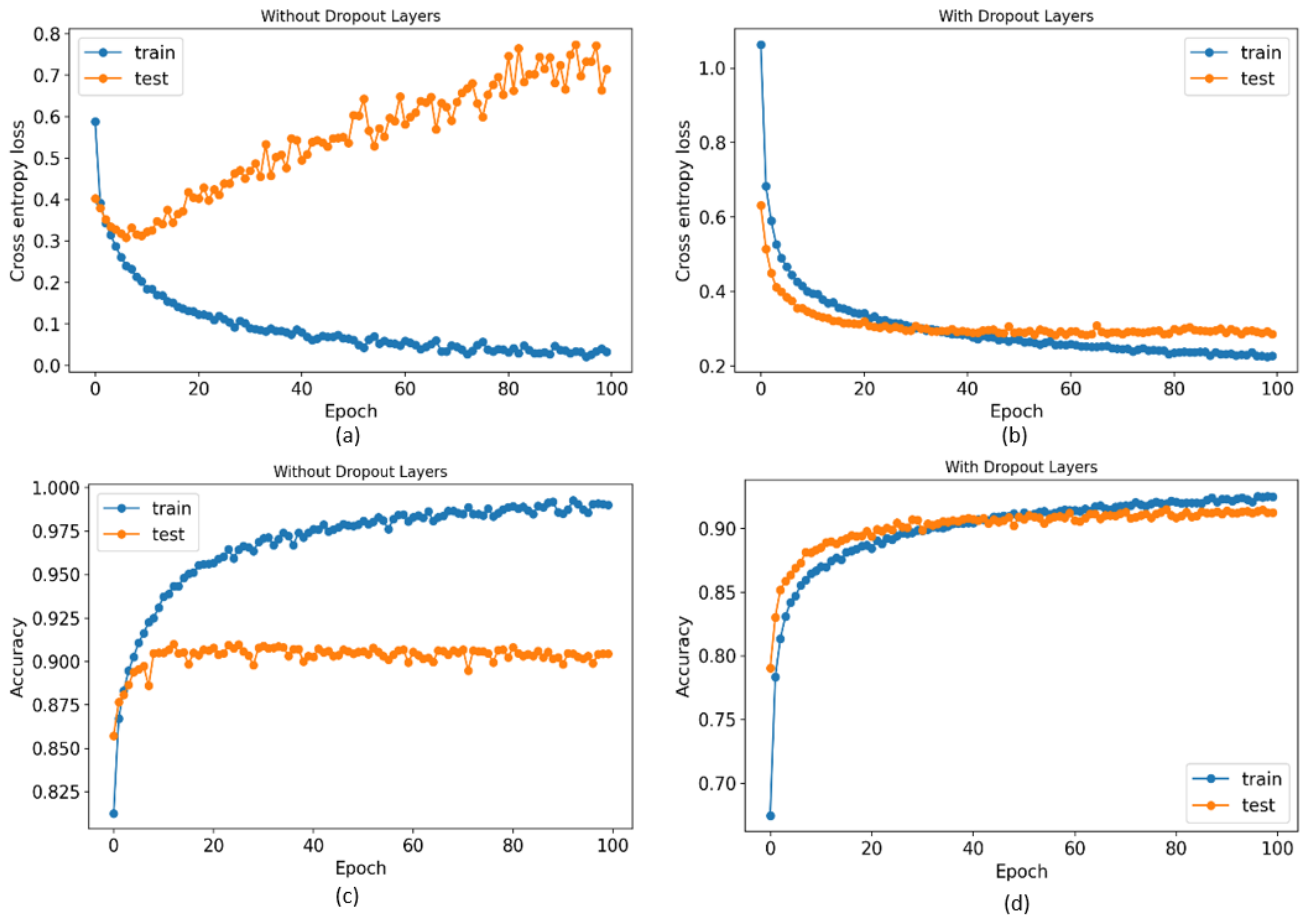 Without Dropout Layers
0.8
0.7
0.6
0.5
0.4
0.3
0.2
0.1
0.0
Cross entropy loss
train
test
0 20 40 60 80 100
Epoch
(a)
With Dropout Layers
1.0
0.8
0.6
0.4
0.2
Cross entropy loss
train
test
0 20 40 60 80 100
Epoch
(b)
Without Dropout Layers
1.000
0.975
0.950
0.925
0.900
0.875
0.850
0.825
Accuracy
train
test
0 20 40 60 80 100
Epoch
(c)
With Dropout Layers
0.90
0.85
0.80
0.75
0.70
Accuracy
train
test
0 20 40 60 80 100
Epoch
(d)